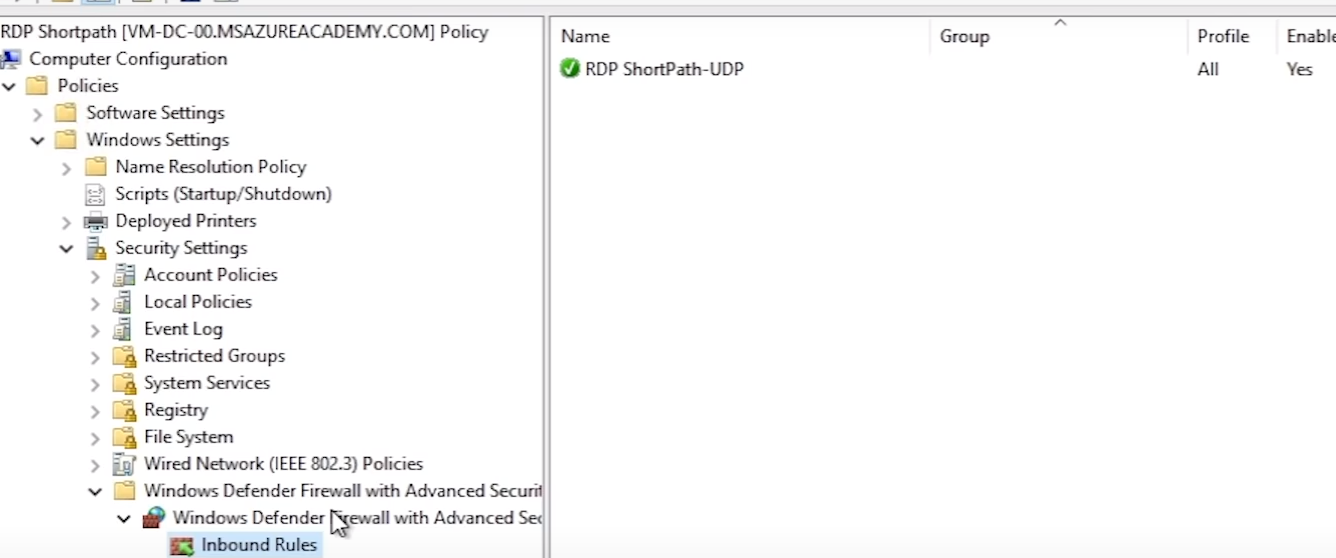 RDP Shortpath [VM-DC-00.MSAZUREACADEMY.COM] Policy
Computer Configuration
Policies
Software Settings
Windows Settings
Name Resolution Policy
Scripts (Startup/Shutdown)
Deployed Printers
Security Settings
Account Policies
Local Policies
Event Log
Restricted Groups
System Services
Registry
File System
Wired Network (IEEE 802.3) Policies
Windows Defender Firewall with Advanced Securit
Windows Defender Firewall with Advanced Sec
Inbound Rules
Name Group Profile Enable
RDP ShortPath-UDP All Yes